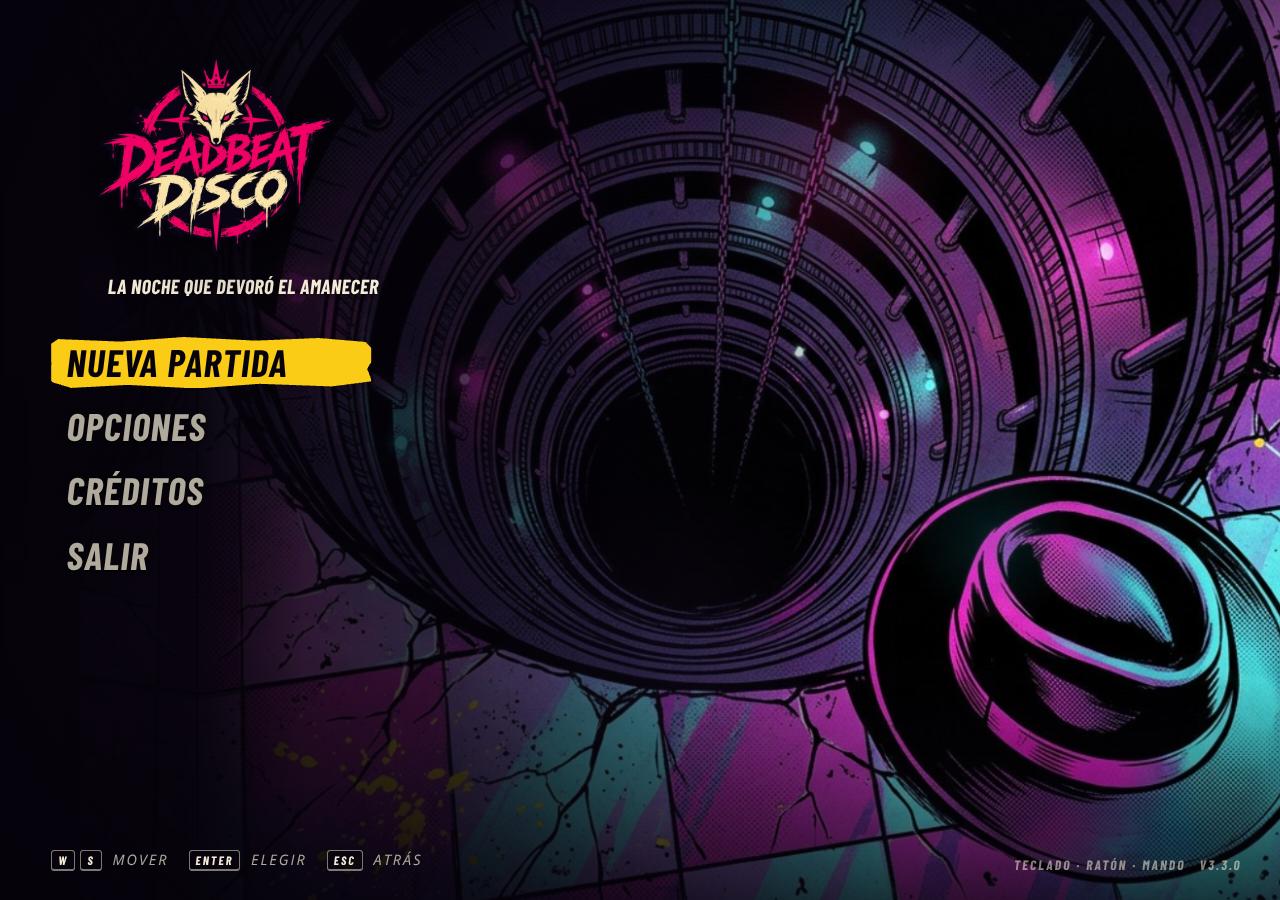 DEADBEAT
DISCO
LA NOCHE QUE DEVORÓ EL AMANECER
NUEVA PARTIDA
OPCIONES
CRÉDITOS
SALIR
W S MOVER ENTER ELEGIR ESC ATRÁS
TECLADO · RATÓN · MANDO V3.3.0